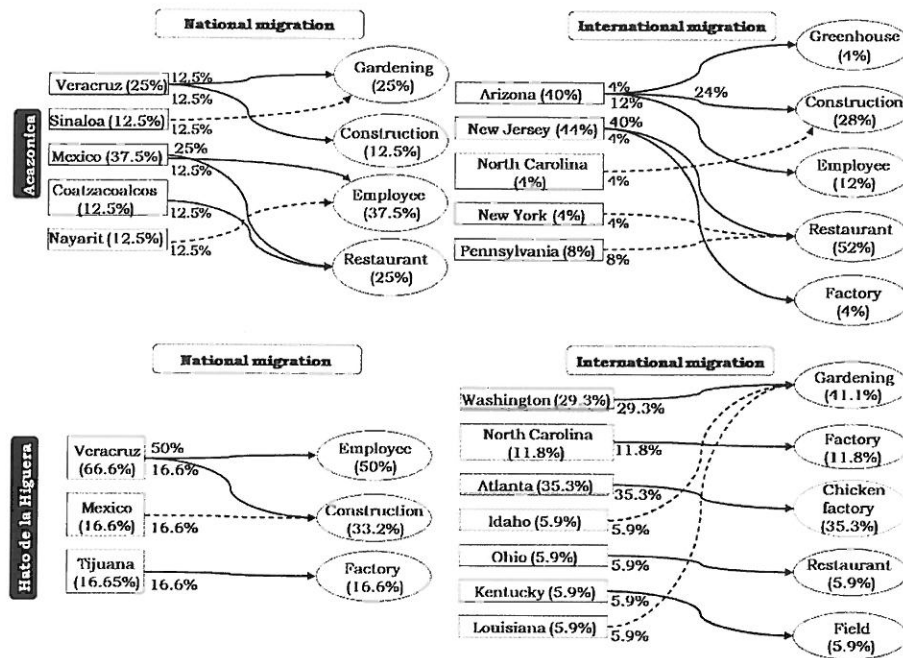 National migration
International migration
Acazonica
Veracruz (25%)
12.5%
12.5%
Sinaloa (12.5%)
12.5%
Mexico (37.5%)
25%
12.5%
Coatzacoalcos
(12.5%)
12.5%
Nayarit (12.5%)
12.5%
Gardening
(25%)
Construction
(12.5%)
Employee
(37.5%)
Restaurant
(25%)
Arizona (40%)
4%
12%
24%
New Jersey (44%)
40%
4%
North Carolina
(4%)
4%
New York (4%)
4%
Pennsylvania (8%)
8%
Greenhouse
(4%)
Construction
(28%)
Employee
(12%)
Restaurant
(52%)
Factory
(4%)
National migration
International migration
Hato de la Higuera
Veracruz
(66.6%)
50%
16.6%
Mexico
(16.6%)
16.6%
Tijuana
(16.65%)
16.6%
Employee
(50%)
Construction
(33.2%)
Factory
(16.6%)
Washington (29.3%)
29.3%
North Carolina
(11.8%)
11.8%
Atlanta (35.3%)
35.3%
Idaho (5.9%)
5.9%
Ohio (5.9%)
5.9%
Kentucky (5.9%)
5.9%
Louisiana (5.9%)
5.9%
Gardening
(41.1%)
Factory
(11.8%)
Chicken
factory
(35.3%)
Restaurant
(5.9%)
Field
(5.9%)